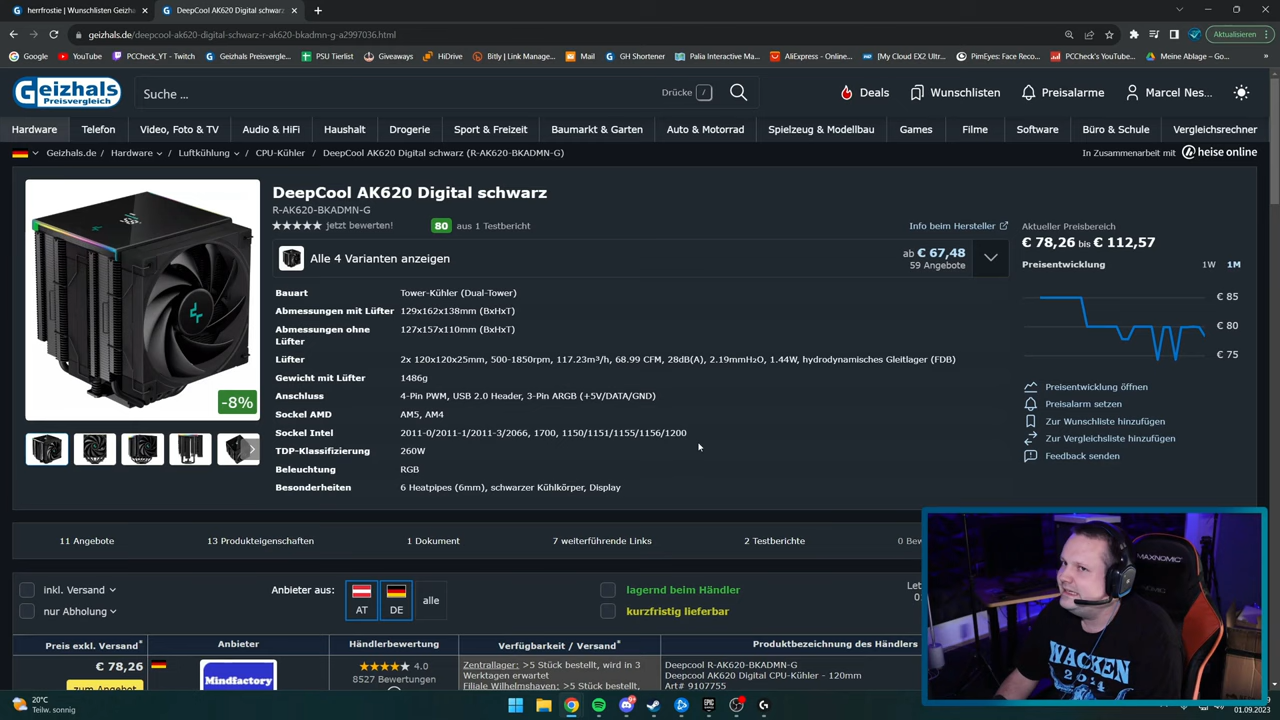 herrfrostie | Wunschlisten Geizha
DeepCool AK620 Digital schwarz
geizhals.de/deepcool-ak620-digital-schwarz-r-ak620-bkadmn-g-a2997036.html
Aktualisieren
Google
YouTube
PCCheck_YT - Twitch
Geizhals Preisvergl...
PSU Tierlist
Giveaways
HiDrive
Bitly | Link Manage...
Mail
GH Shortener
Palia Interactive Ma...
AliExpress - Online...
[My Cloud EX2 Ultr...
PimEyes: Face Reco...
PCCheck's YouTube...
Meine Ablage – Go...
Geizhals
Preisvergleich
Suche ...
Drücke /
Deals
Wunschlisten
Preisalarme
Marcel Nes...
Hardware
Telefon
Video, Foto & TV
Audio & HiFi
Haushalt
Drogerie
Sport & Freizeit
Baumarkt & Garten
Auto & Motorrad
Spielzeug & Modellbau
Games
Filme
Software
Büro & Schule
Vergleichsrechner
Geizhals.de / Hardware / Luftkühlung / CPU-Kühler / DeepCool AK620 Digital schwarz (R-AK620-BKADMN-G)
In Zusammenarbeit mit heise online
DeepCool AK620 Digital schwarz
R-AK620-BKADMN-G
jetzt bewerten!
80 aus 1 Testbericht
Info beim Hersteller
Alle 4 Varianten anzeigen
ab € 67,48
59 Angebote
Aktueller Preisbereich
€ 78,26 bis € 112,57
Preisentwicklung
1W
1M
€ 85
€ 80
€ 75
-8%
Bauart Tower-Kühler (Dual-Tower)
Abmessungen mit Lüfter 129x162x138mm (BxHxT)
Abmessungen ohne Lüfter 127x157x110mm (BxHxT)
Lüfter 2x 120x120x25mm, 500-1850rpm, 117.23m³/h, 68.99 CFM, 28dB(A), 2.19mmH₂O, 1.44W, hydrodynamisches Gleitlager (FDB)
Gewicht mit Lüfter 1486g
Anschluss 4-Pin PWM, USB 2.0 Header, 3-Pin ARGB (+5V/DATA/GND)
Sockel AMD AM5, AM4
Sockel Intel 2011-0/2011-1/2011-3/2066, 1700, 1150/1151/1155/1156/1200
TDP-Klassifizierung 260W
Beleuchtung RGB
Besonderheiten 6 Heatpipes (6mm), schwarzer Kühlkörper, Display
Preisentwicklung öffnen
Preisalarm setzen
Zur Wunschliste hinzufügen
Zur Vergleichsliste hinzufügen
Feedback senden
11 Angebote
13 Produkteigenschaften
1 Dokument
7 weiterführende Links
2 Testberichte
inkl. Versand
nur Abholung
Anbieter aus:
AT
DE
alle
lagernd beim Händler
kurzfristig lieferbar
Preis exkl. Versand*
Anbieter
Händlerbewertung
Verfügbarkeit / Versand*
Produktbezeichnung des Händlers
€ 78,26
zum Angebot
Mindfactory
4.0
8527 Bewertungen
Zentrallager: >5 Stück bestellt, wird in 3
Werktagen erwartet
Filiale Wilhelmshaven: >5 Stück bestellt,
Deepcool R-AK620-BKADMN-G
Deepcool AK620 Digital CPU-Kühler - 120mm
Art# 9107755
MAXNOMIC
WACKEN
20°C
Teilw. sonnig
01.09.2023